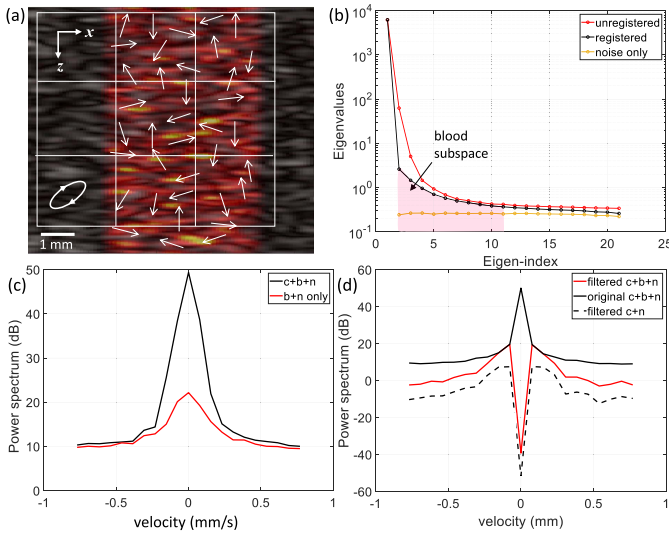 (a)
x
z
1 mm
(b)
Eigenvalues
10^4
10^3
10^2
10^1
10^0
10^-1
unregistered
registered
noise only
blood
subspace
0
5
10
15
20
25
Eigen-index
(c)
Power spectrum (dB)
50
40
30
20
10
0
c+b+n
b+n only
-1
-0.5
0
0.5
1
velocity (mm/s)
(d)
Power spectrum (dB)
60
40
20
0
-20
-40
-60
filtered c+b+n
original c+b+n
filtered c+n
-1
-0.5
0
0.5
1
velocity (mm)